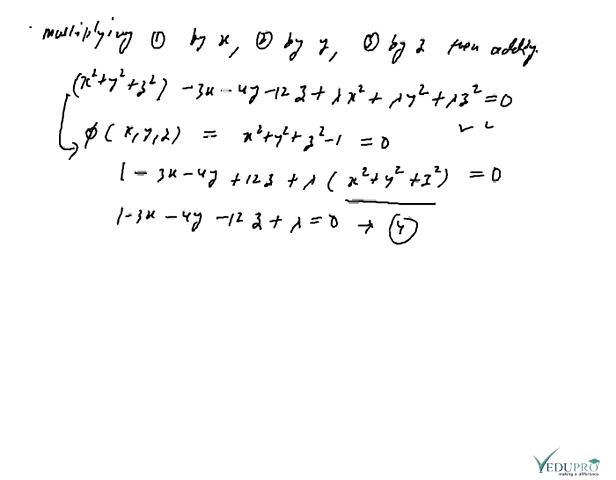 multiplying ① by x, ② by y, ③ by z then adding.
(x²+y²+z²) -3x-4y-12z+λx²+λy²+λz²=0
φ(x,y,z) = x²+y²+z²-1 = 0
1-3x-4y+12z+λ(x²+y²+z²) = 0
1-3x-4y-12z+λ=0 → ④
VEDUPRO
making a difference